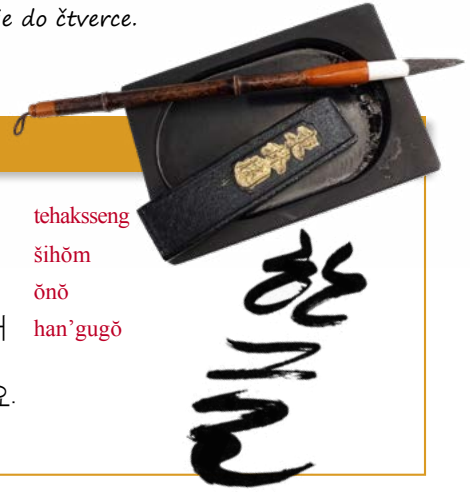 do čtverce.
tehaksseng
šihŏm
ŏnŏ
han’gugŏ
한글